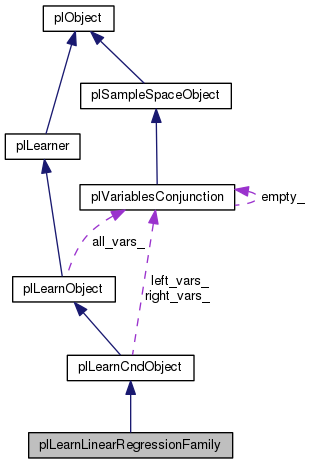 plObject
plSampleSpaceObject
plLearner
plVariablesConjunction
empty_
all_vars_
left_vars_
right_vars_
plLearnObject
plLearnCndObject
plLearnLinearRegressionFamily